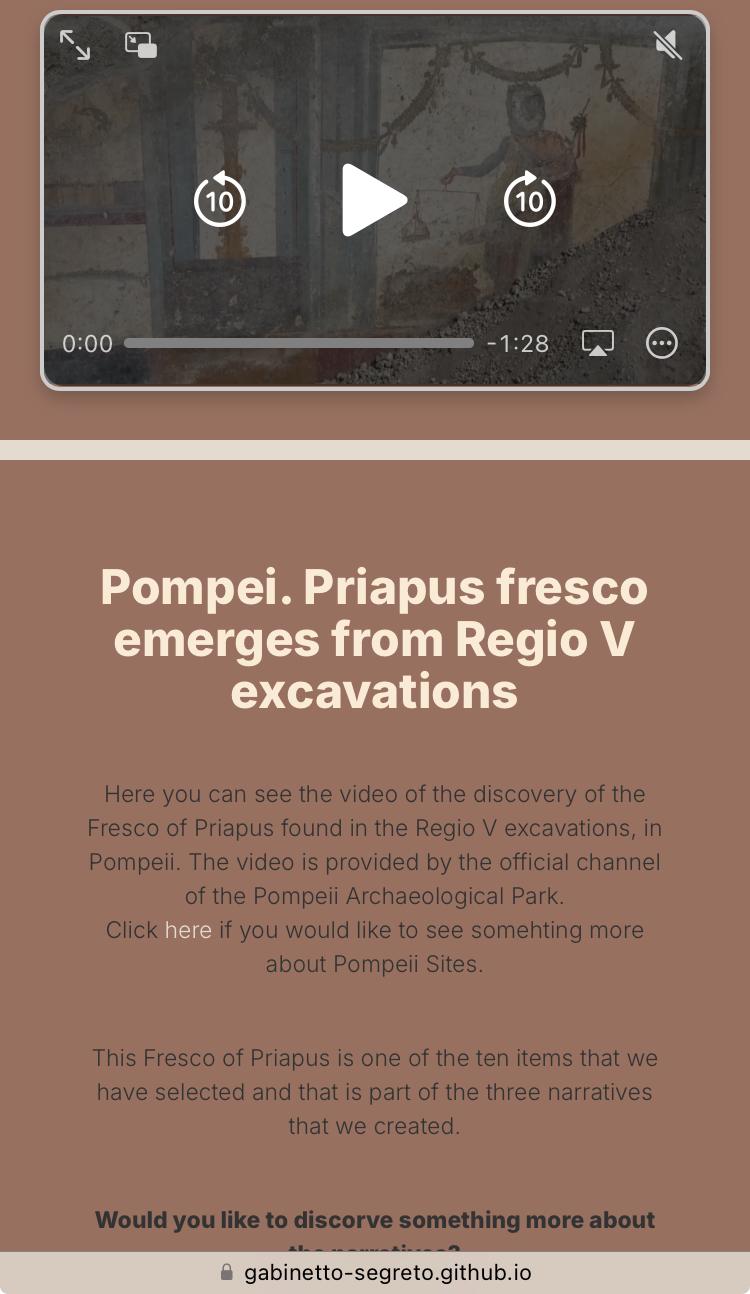 10
10
0:00
-1:28
Pompei. Priapus fresco
emerges from Regio V
excavations
Here you can see the video of the discovery of the
Fresco of Priapus found in the Regio V excavations, in
Pompeii. The video is provided by the official channel
of the Pompeii Archaeological Park.
Click here if you would like to see somehting more
about Pompeii Sites.
This Fresco of Priapus is one of the ten items that we
have selected and that is part of the three narratives
that we created.
Would you like to discorve something more about
the narratives?
gabinetto-segreto.github.io